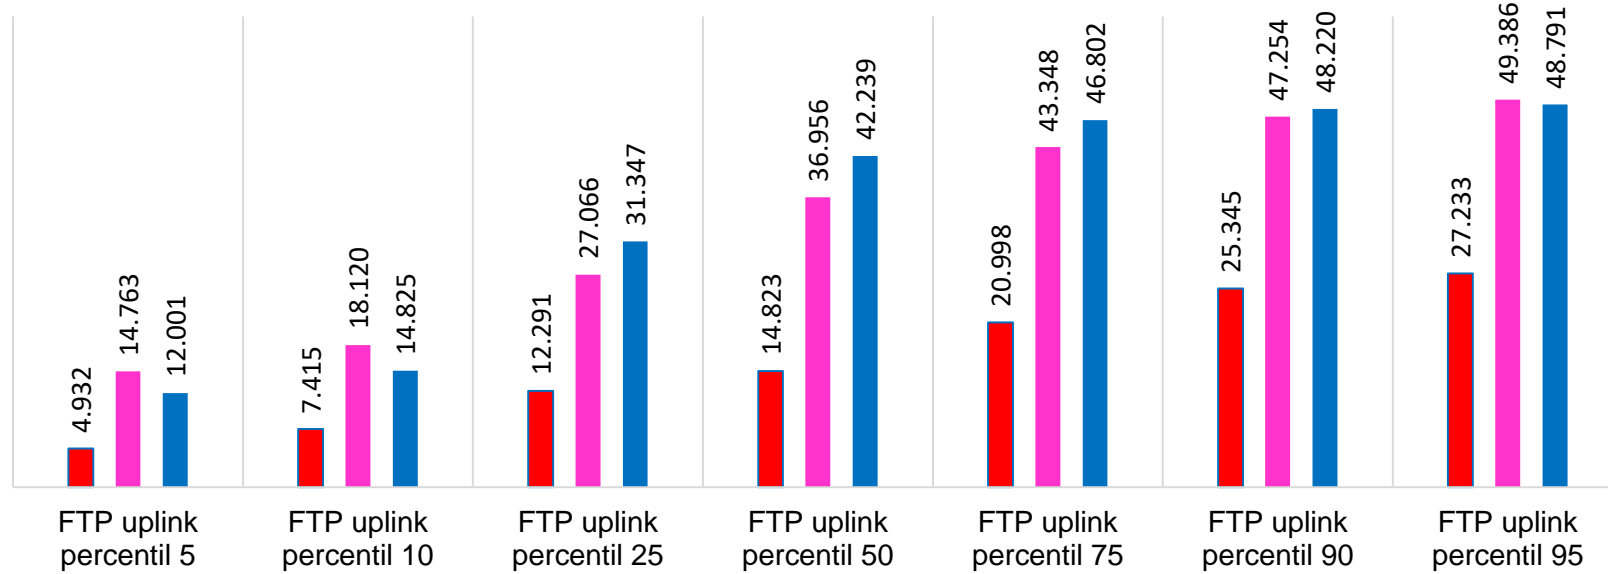 4.932
14.763
12.001
7.415
18.120
14.825
12.291
27.066
31.347
14.823
36.956
42.239
20.998
43.348
46.802
25.345
47.254
48.220
27.233
49.386
48.791
FTP uplink
percentil 5
FTP uplink
percentil 10
FTP uplink
percentil 25
FTP uplink
percentil 50
FTP uplink
percentil 75
FTP uplink
percentil 90
FTP uplink
percentil 95